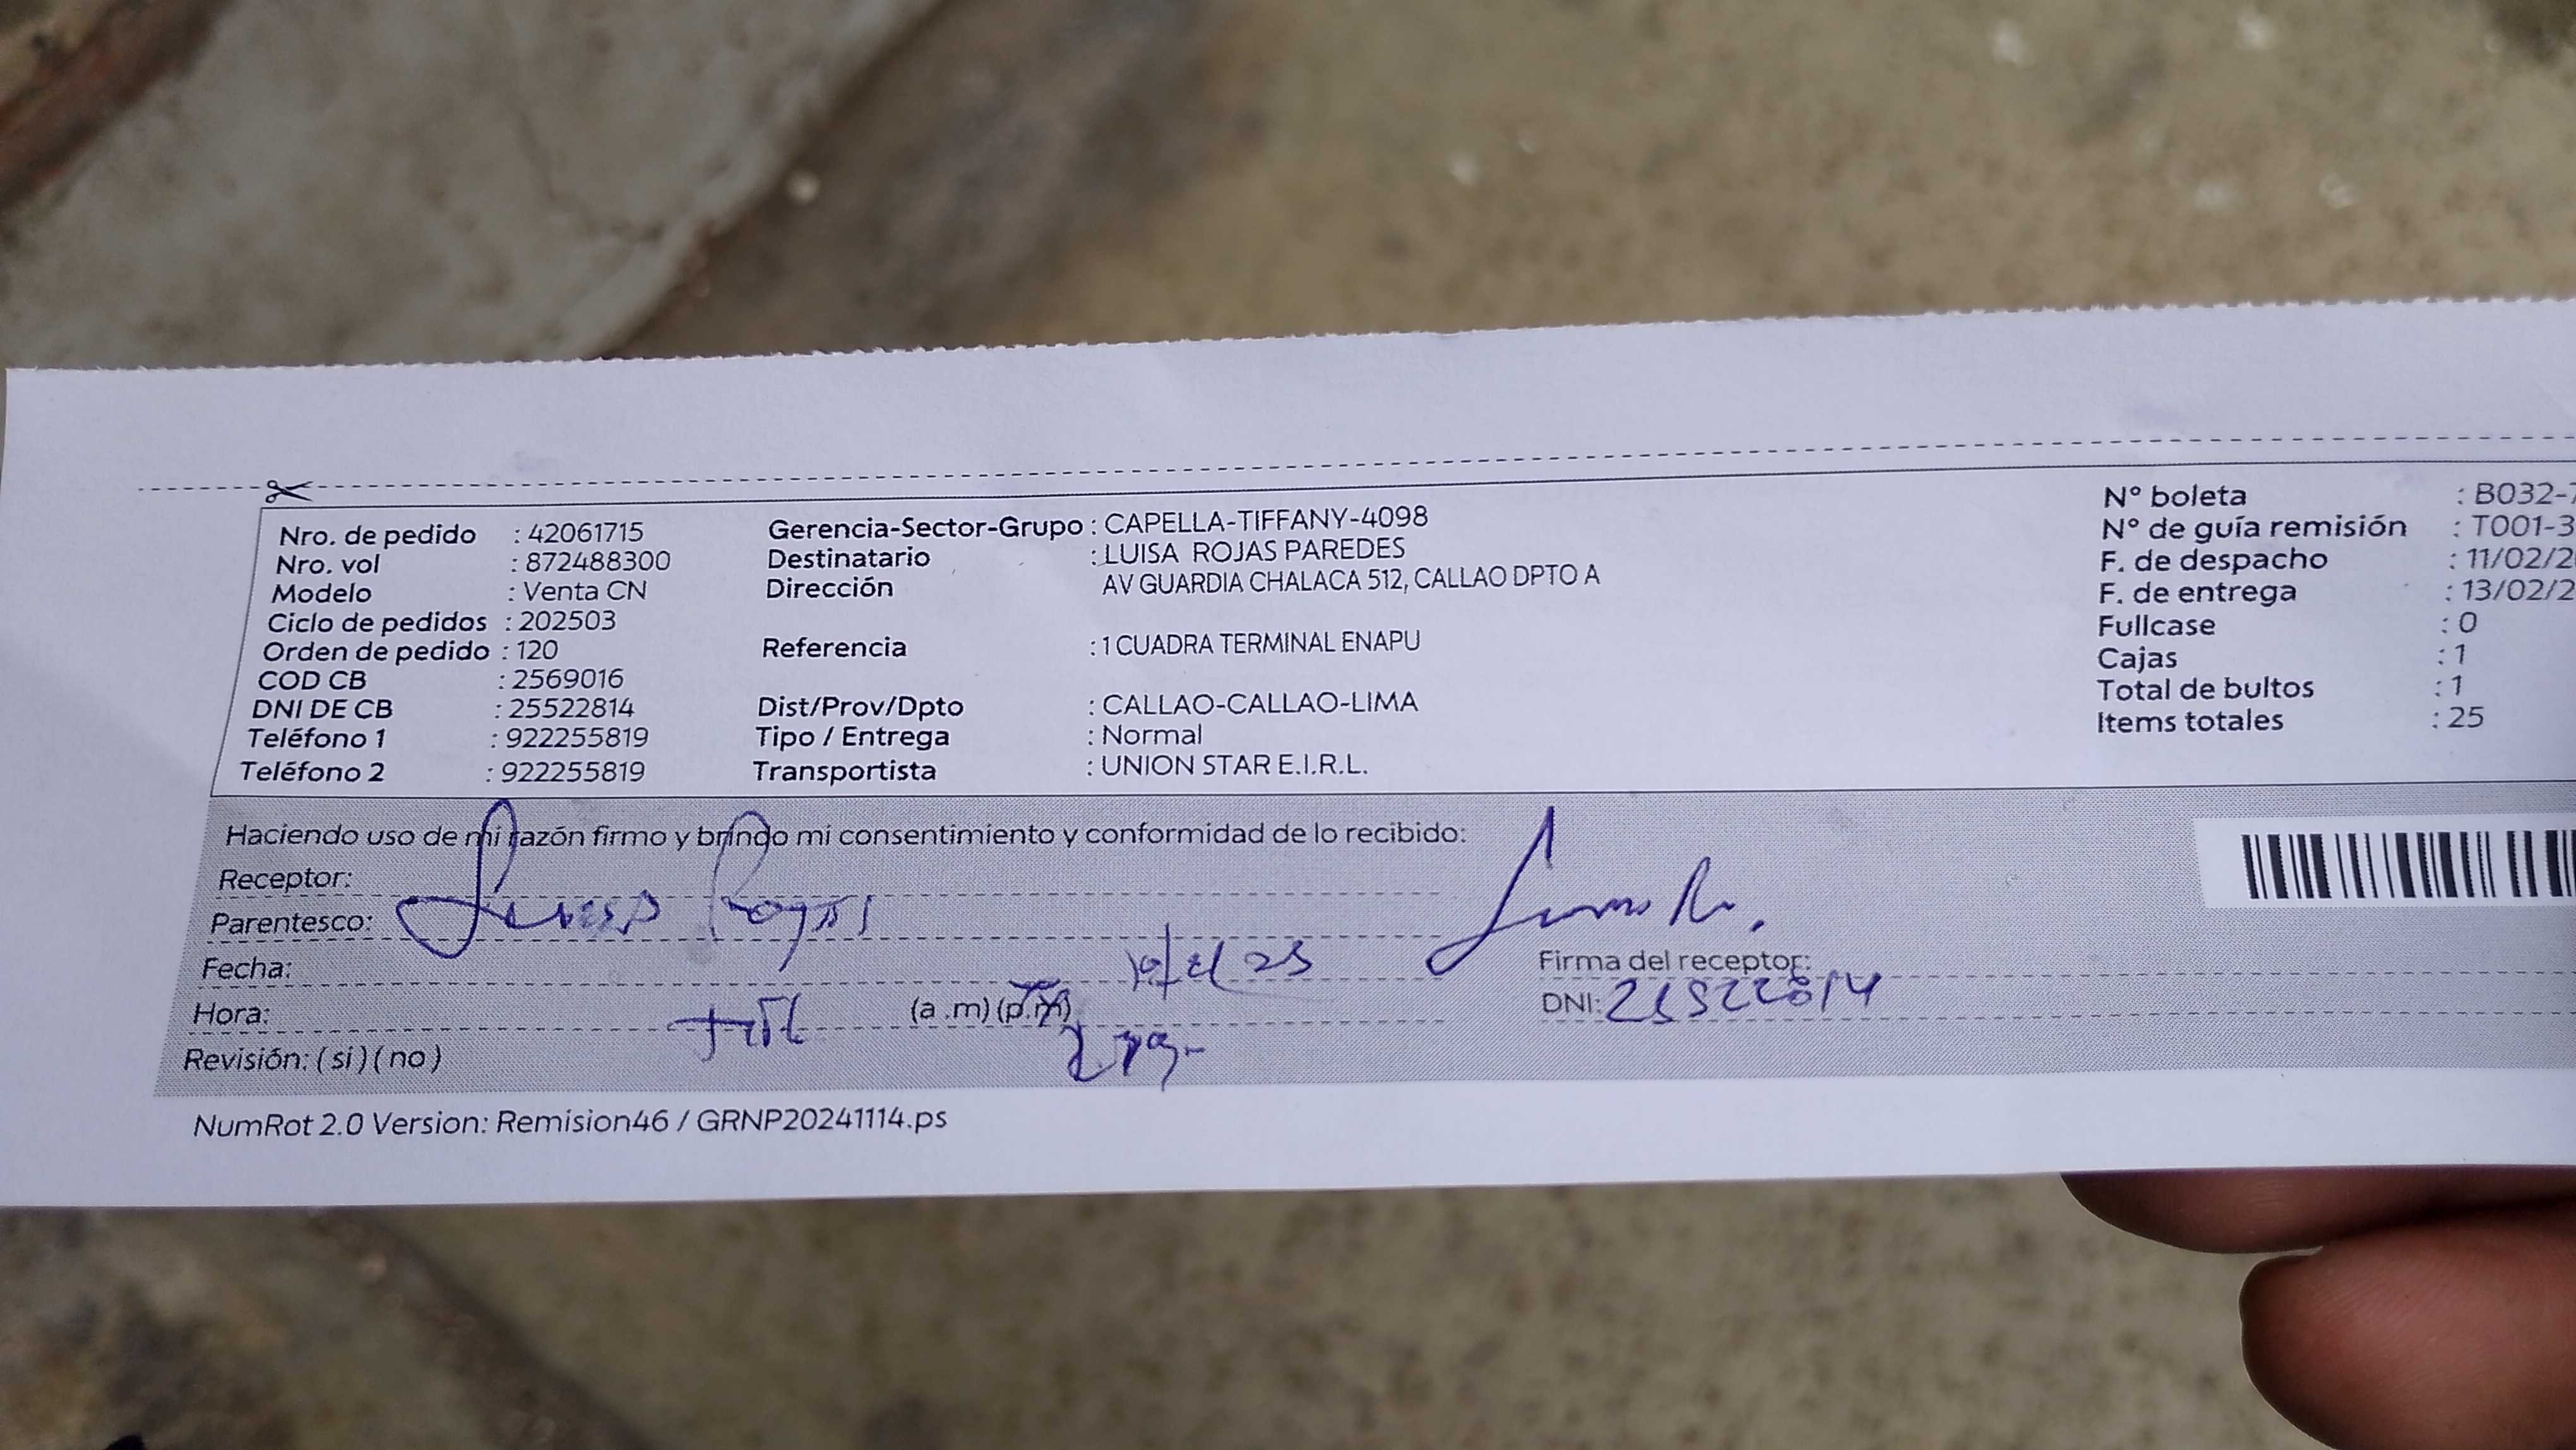 Nro. de pedido : 42061715
Nro. vol : 872488300
Modelo : Venta CN
Ciclo de pedidos : 202503
Orden de pedido : 120
COD CB : 2569016
DNI DE CB : 25522814
Teléfono 1 : 922255819
Teléfono 2 : 922255819
Gerencia-Sector-Grupo : CAPELLA-TIFFANY-4098
Destinatario : LUISA ROJAS PAREDES
Dirección AV GUARDIA CHALACA 512, CALLAO DPTO A
Referencia : 1 CUADRA TERMINAL ENAPU
Dist/Prov/Dpto : CALLAO-CALLAO-LIMA
Tipo / Entrega : Normal
Transportista : UNION STAR E.I.R.L.
N° boleta : B032-7
N° de guía remisión : T001-3
F. de despacho : 11/02/2
F. de entrega : 13/02/2
Fullcase : 0
Cajas : 1
Total de bultos : 1
Items totales : 25
Haciendo uso de mi razón firmo y brindo mi consentimiento y conformidad de lo recibido:
Receptor:
Parentesco:
Fecha:
Hora: (a.m) (p.m)
Revisión: (si) (no)
Firma del receptor:
DNI: 25522814
NumRot 2.0 Version: Remision46 / GRNP20241114.ps